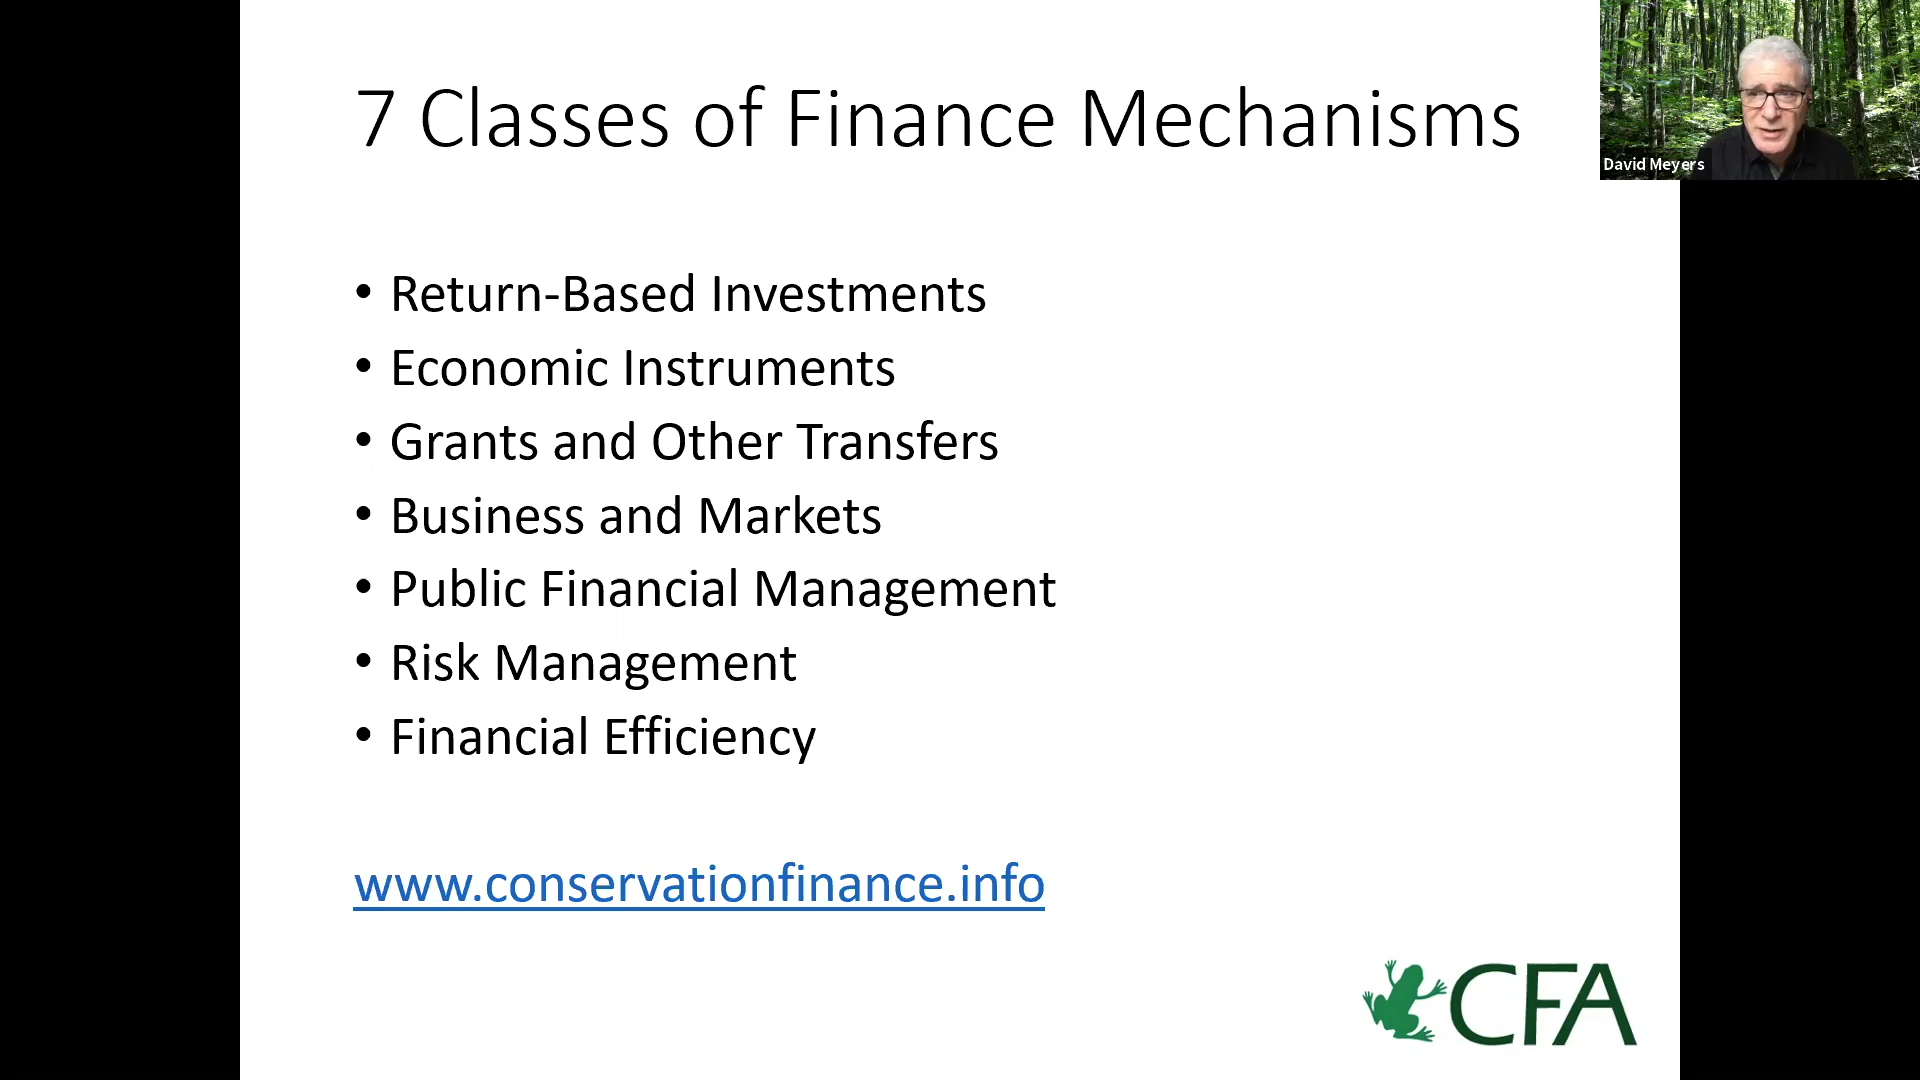 7 Classes of Finance Mechanisms
David Meyers
• Return-Based Investments
• Economic Instruments
• Grants and Other Transfers
• Business and Markets
• Public Financial Management
• Risk Management
• Financial Efficiency
www.conservationfinance.info
CFA